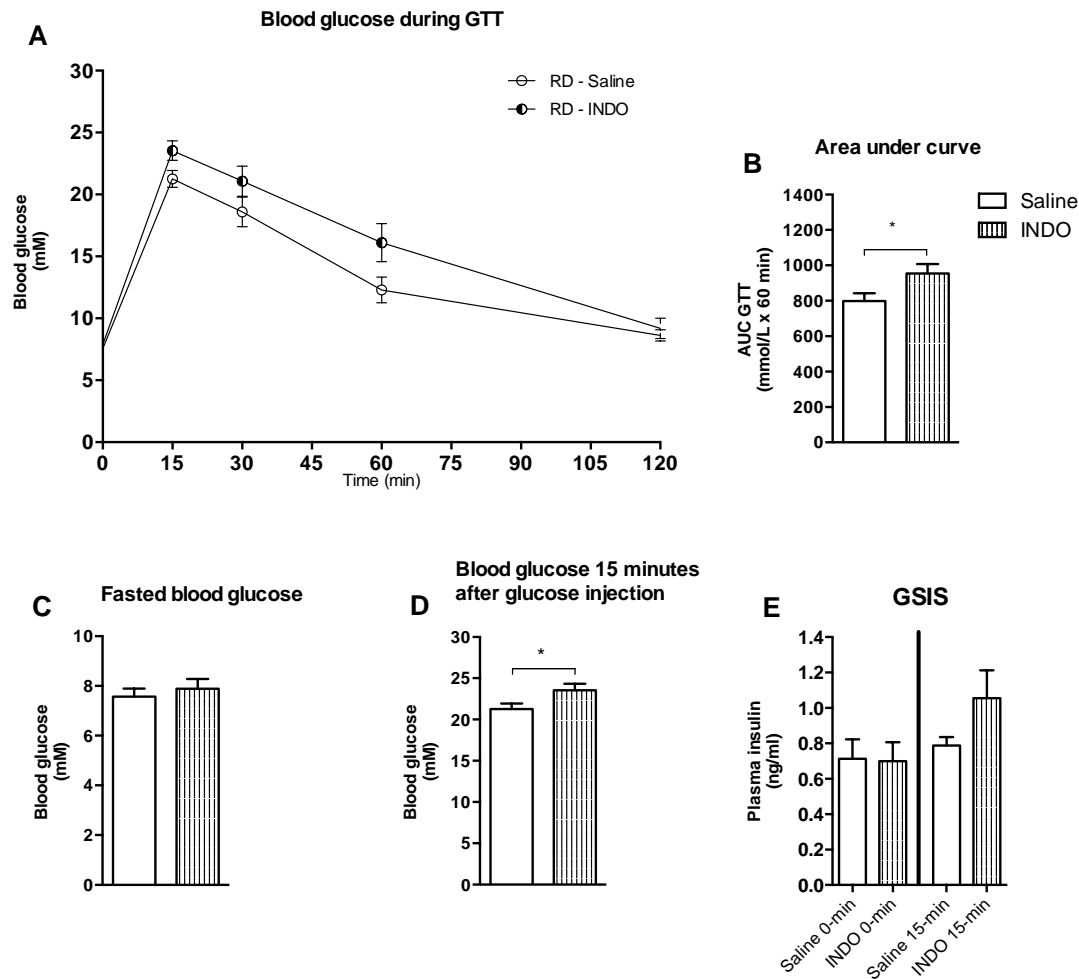 Blood glucose during GTT
A
30
25
20
15
10
5
0
Blood glucose
(mM)
0 15 30 45 60 75 90 105 120
Time (min)
RD - Saline
RD - INDO
B
Area under curve
1400
1200
1000
800
600
400
200
0
AUC GTT
(mmol/L x 60 min)
*
Saline
INDO
C
Fasted blood glucose
10
8
6
4
2
0
Blood glucose
(mM)
D
Blood glucose 15 minutes
after glucose injection
30
25
20
15
10
5
0
Blood glucose
(mM)
*
E
GSIS
1.4
1.2
1.0
0.8
0.6
0.4
0.2
0.0
Plasma insulin
(ng/ml)
Saline 0-min
INDO 0-min
Saline 15-min
INDO 15-min